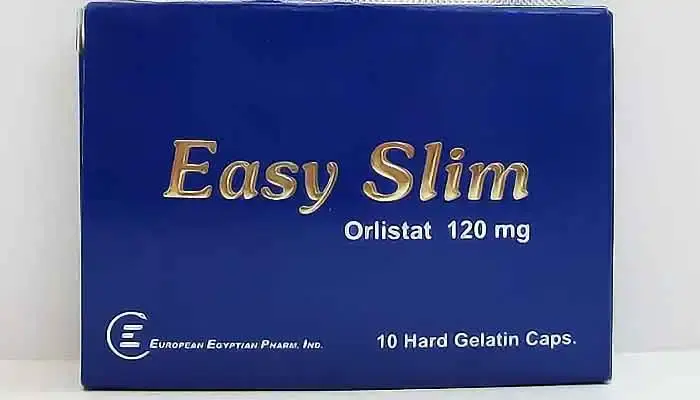 Easy Slim
Orlistat 120 mg
European Egyptian Pharm. Ind.
10 Hard Gelatin Caps.